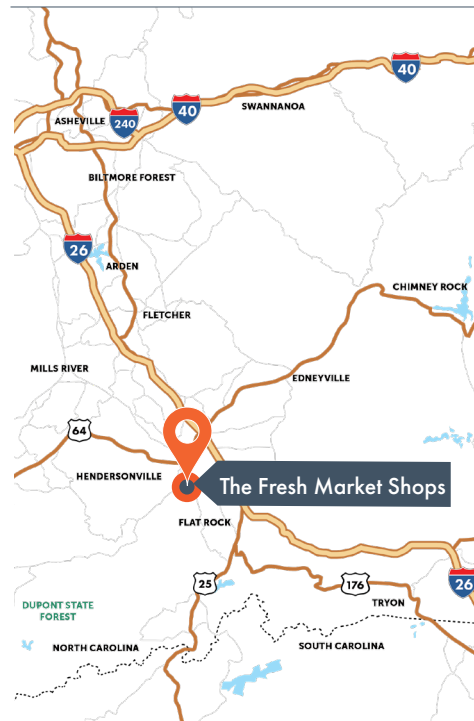 40
40
SWANNANOA
ASHEVILLE
240
BILTMORE FOREST
26
ARDEN
CHIMNEY ROCK
FLETCHER
MILLS RIVER
EDNEYVILLE
64
HENDERSONVILLE
The Fresh Market Shops
FLAT ROCK
25
176
26
DUPONT STATE
FOREST
TRYON
NORTH CAROLINA
SOUTH CAROLINA